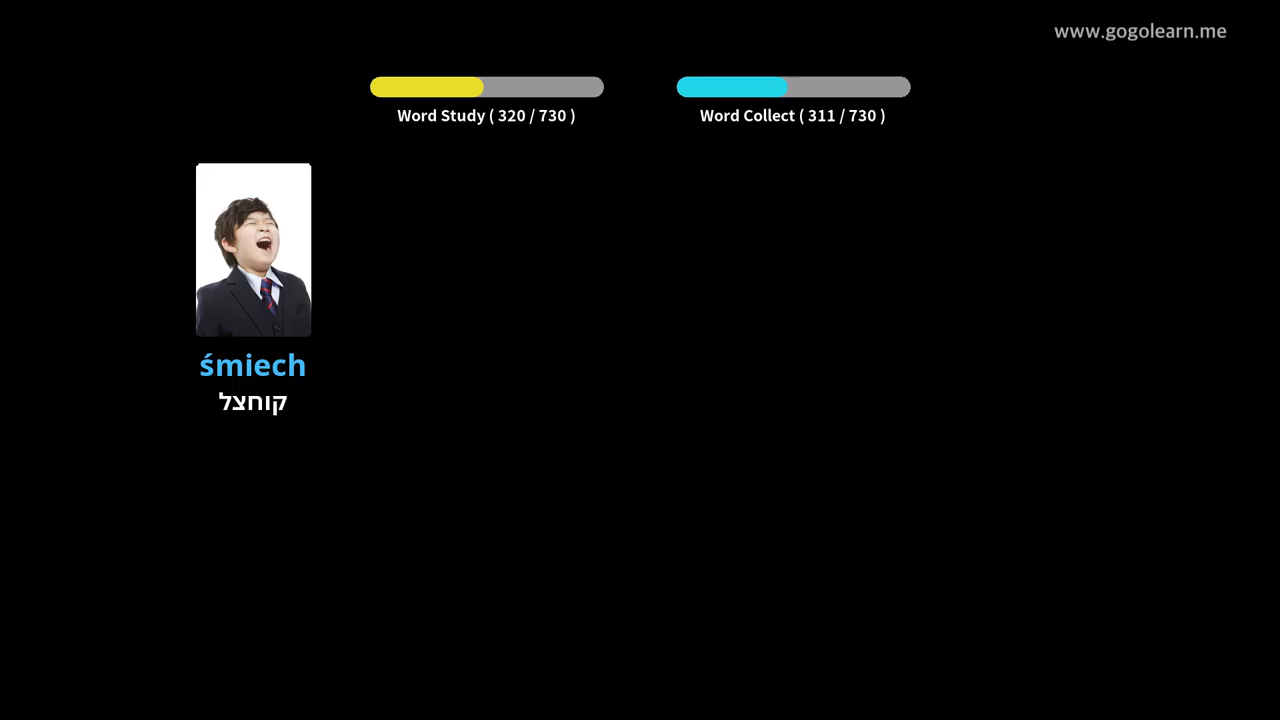 www.gogolearn.me
Word Study ( 320 / 730 )
Word Collect ( 311 / 730 )
śmiech
קוחצל